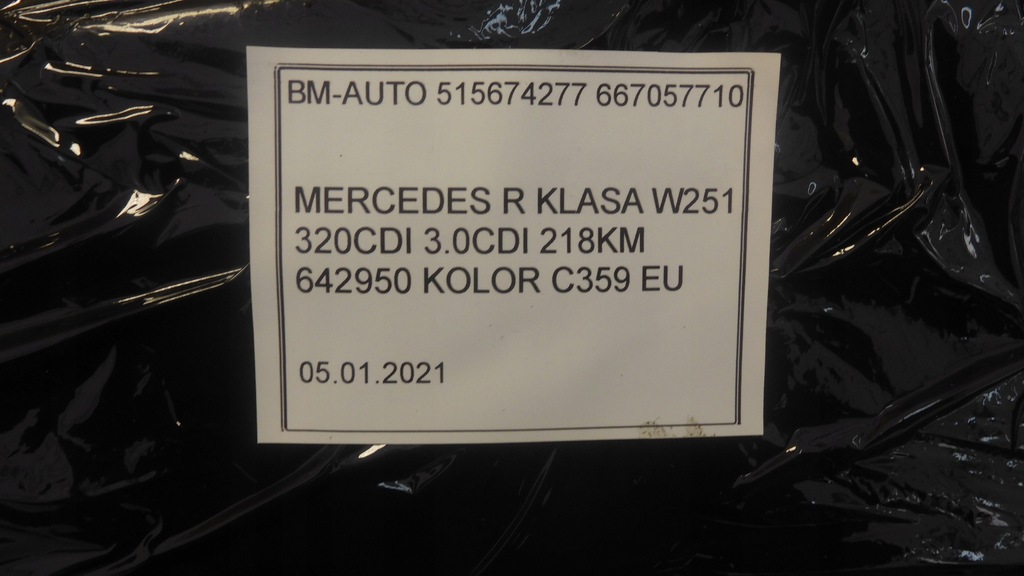 BM-AUTO 515674277 667057710
MERCEDES R KLASA W251
320CDI 3.0CDI 218KM
642950 KOLOR C359 EU
05.01.2021